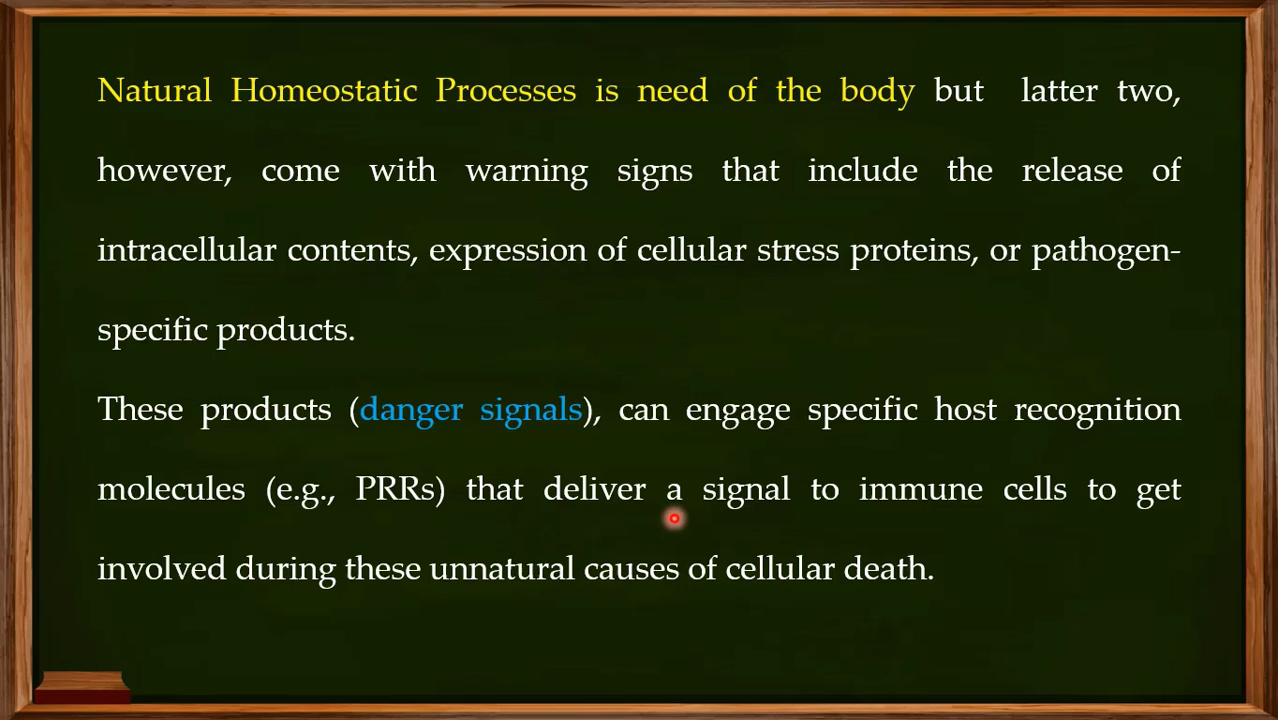 Natural Homeostatic Processes is need of the body but latter two,
however, come with warning signs that include the release of
intracellular contents, expression of cellular stress proteins, or pathogen-
specific products.
These products (danger signals), can engage specific host recognition
molecules (e.g., PRRs) that deliver a signal to immune cells to get
involved during these unnatural causes of cellular death.